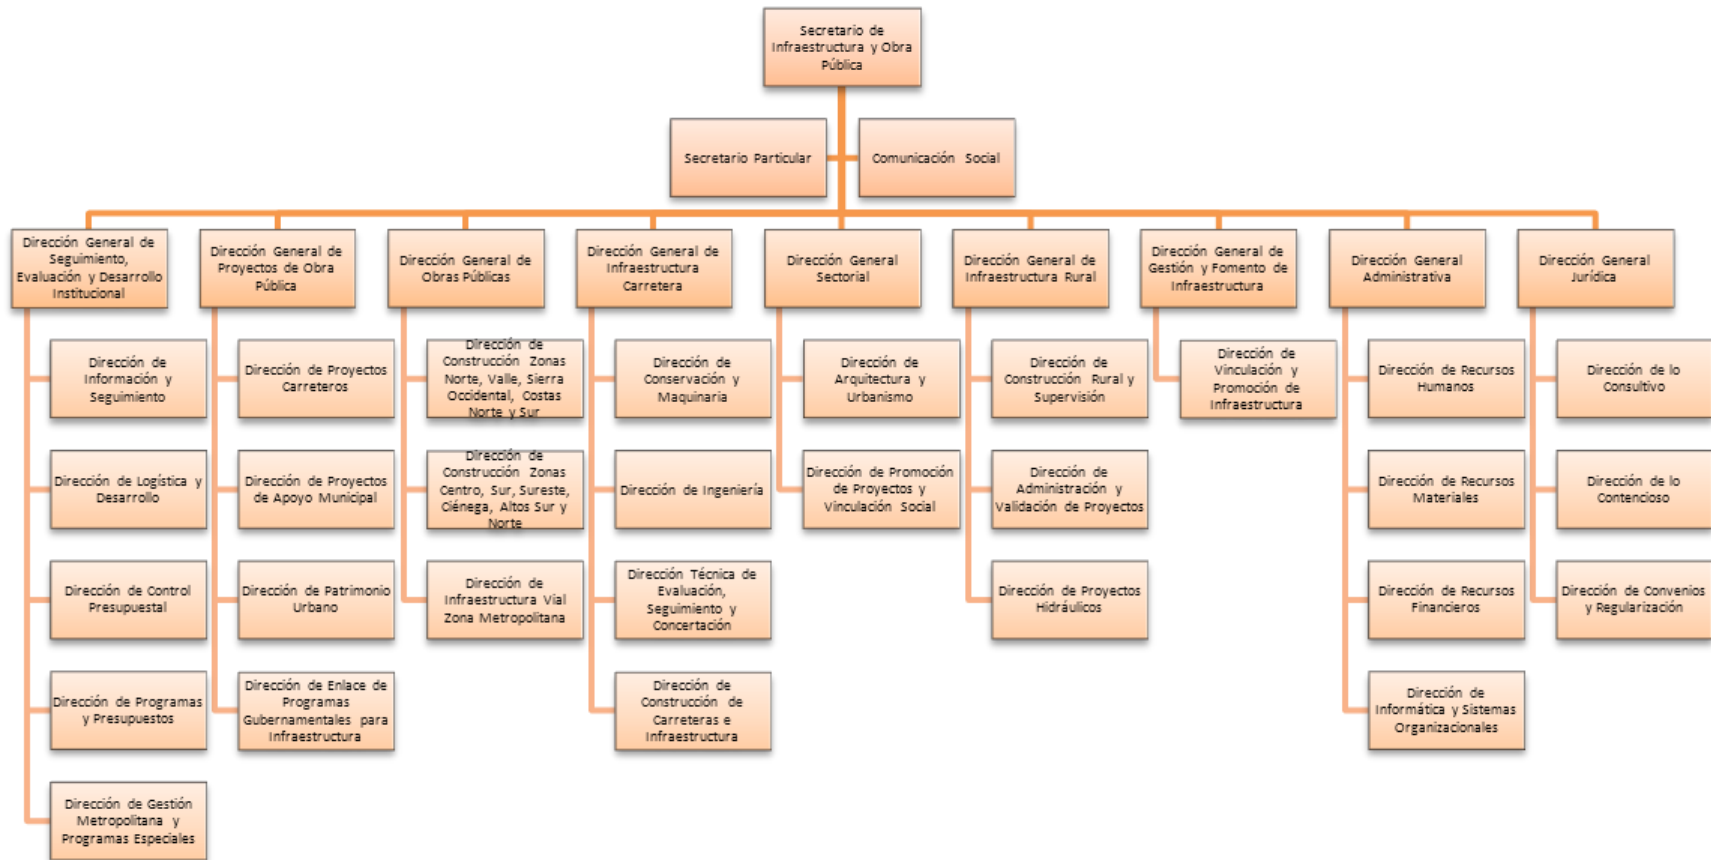 Secretario de
Infraestructura y Obra
Pública
Secretario Particular
Comunicación Social
Dirección General de
Seguimiento,
Evaluación y Desarrollo
Institucional
Dirección General de
Proyectos de Obra
Pública
Dirección General de
Obras Públicas
Dirección General de
Infraestructura
Carretera
Dirección General
Sectorial
Dirección General de
Infraestructura Rural
Dirección General de
Gestión y Fomento de
Infraestructura
Dirección General
Administrativa
Dirección General
Jurídica
Dirección de
Información y
Seguimiento
Dirección de Proyectos
Carreteros
Dirección de
Construcción Zonas
Norte, Valle, Sierra
Occidental, Costas
Norte y Sur
Dirección de
Conservación y
Maquinaria
Dirección de
Arquitectura y
Urbanismo
Dirección de
Construcción Rural y
Supervisión
Dirección de
Vinculación y
Promoción de
Infraestructura
Dirección de Recursos
Humanos
Dirección de lo
Consultivo
Dirección de Logística y
Desarrollo
Dirección de Proyectos
de Apoyo Municipal
Dirección de
Construcción Zonas
Centro, Sur, Sureste,
Ciénega, Altos Sur y
Norte
Dirección de Ingeniería
Dirección de Promoción
de Proyectos y
Vinculación Social
Dirección de
Administración y
Validación de Proyectos
Dirección de Recursos
Materiales
Dirección de lo
Contencioso
Dirección de Control
Presupuestal
Dirección de Patrimonio
Urbano
Dirección de
Infraestructura Vial
Zona Metropolitana
Dirección Técnica de
Evaluación,
Seguimiento y
Concertación
Dirección de Proyectos
Hidráulicos
Dirección de Recursos
Financieros
Dirección de Convenios
y Regularización
Dirección de Programas
y Presupuestos
Dirección de Enlace de
Programas
Gubernamentales para
Infraestructura
Dirección de
Construcción de
Carreteras e
Infraestructura
Dirección de
Informática y Sistemas
Organizacionales
Dirección de Gestión
Metropolitana y
Programas Especiales